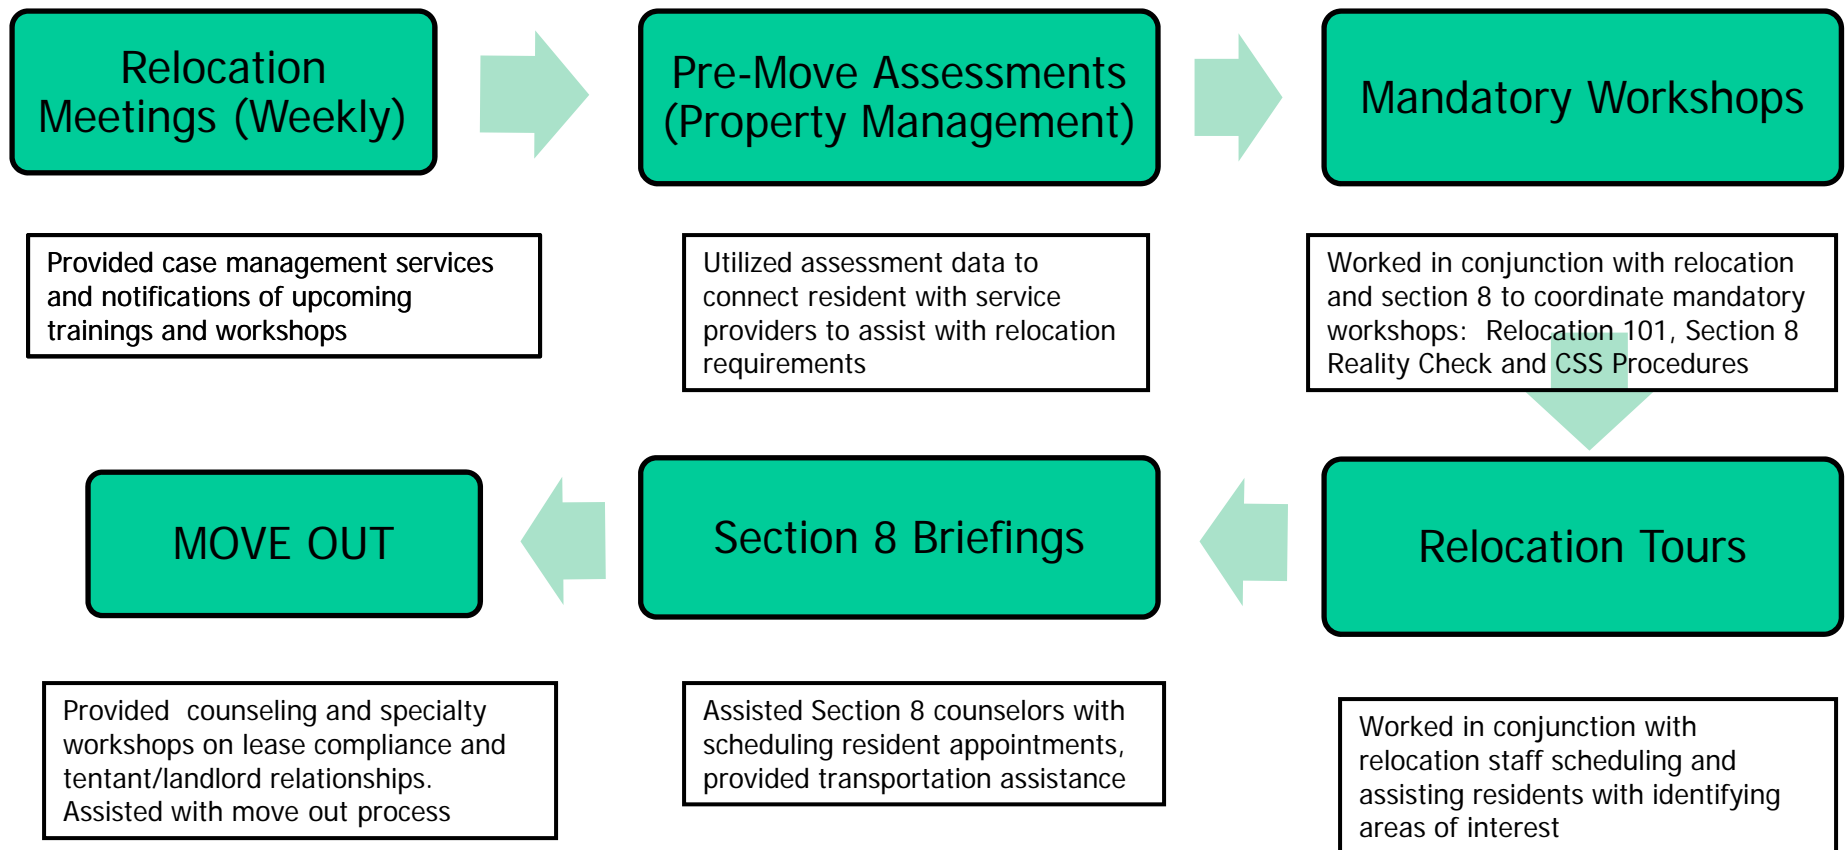 Relocation
Meetings (Weekly)
Pre-Move Assessments
(Property Management)
Mandatory Workshops
Provided case management services
and notifications of upcoming
trainings and workshops
Utilized assessment data to
connect resident with service
providers to assist with relocation
requirements
Worked in conjunction with relocation
and section 8 to coordinate mandatory
workshops:  Relocation 101, Section 8
Reality Check and CSS Procedures
MOVE OUT
Section 8 Briefings
Relocation Tours
Provided  counseling and specialty
workshops on lease compliance and
tentant/landlord relationships.
Assisted with move out process
Assisted Section 8 counselors with
scheduling resident appointments,
provided transportation assistance
Worked in conjunction with
relocation staff scheduling and
assisting residents with identifying
areas of interest